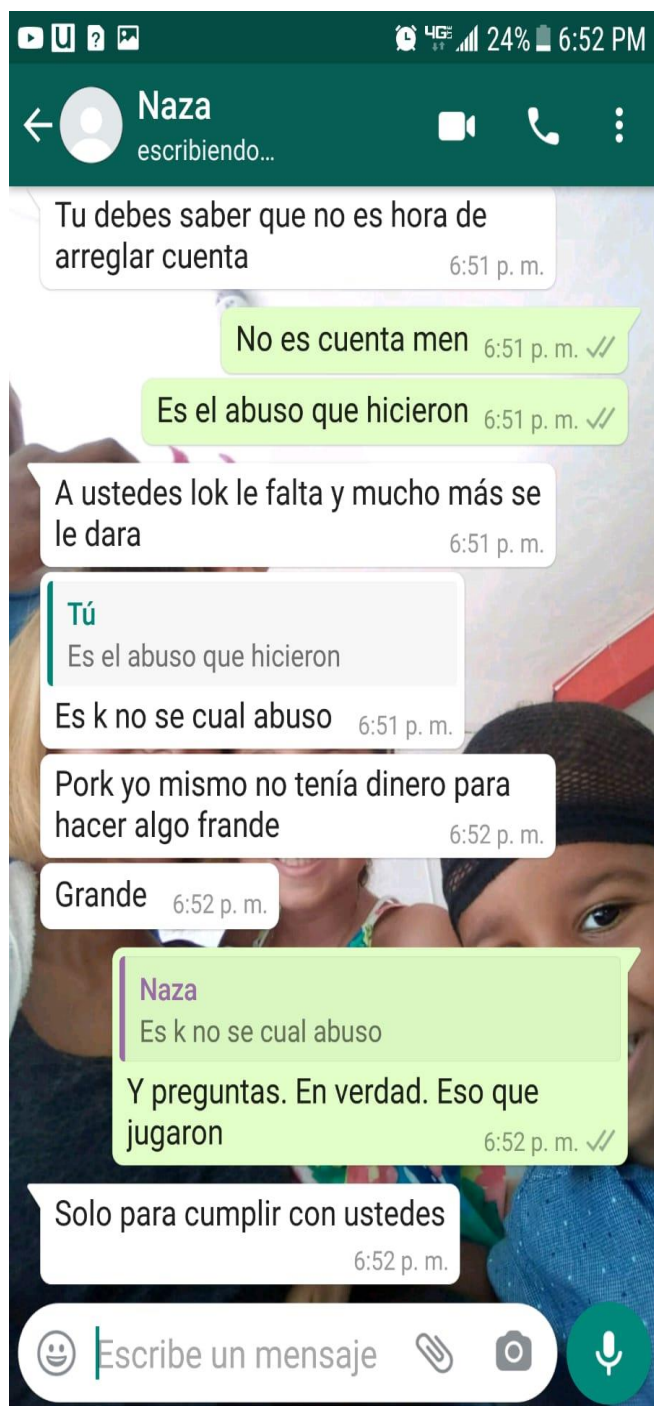 U ? 4GE 24% 6:52 PM
Naza
escribiendo...
Tu debes saber que no es hora de
arreglar cuenta
6:51 p. m.
No es cuenta men 6:51 p. m.
Es el abuso que hicieron 6:51 p. m.
A ustedes lok le falta y mucho más se
le dara
6:51 p. m.
Tú
Es el abuso que hicieron
Es k no se cual abuso 6:51 p. m.
Pork yo mismo no tenía dinero para
hacer algo frande
6:52 p. m.
Grande 6:52 p. m.
Naza
Es k no se cual abuso
Y preguntas. En verdad. Eso que
jugaron
6:52 p. m.
Solo para cumplir con ustedes
6:52 p. m.
Escribe un mensaje